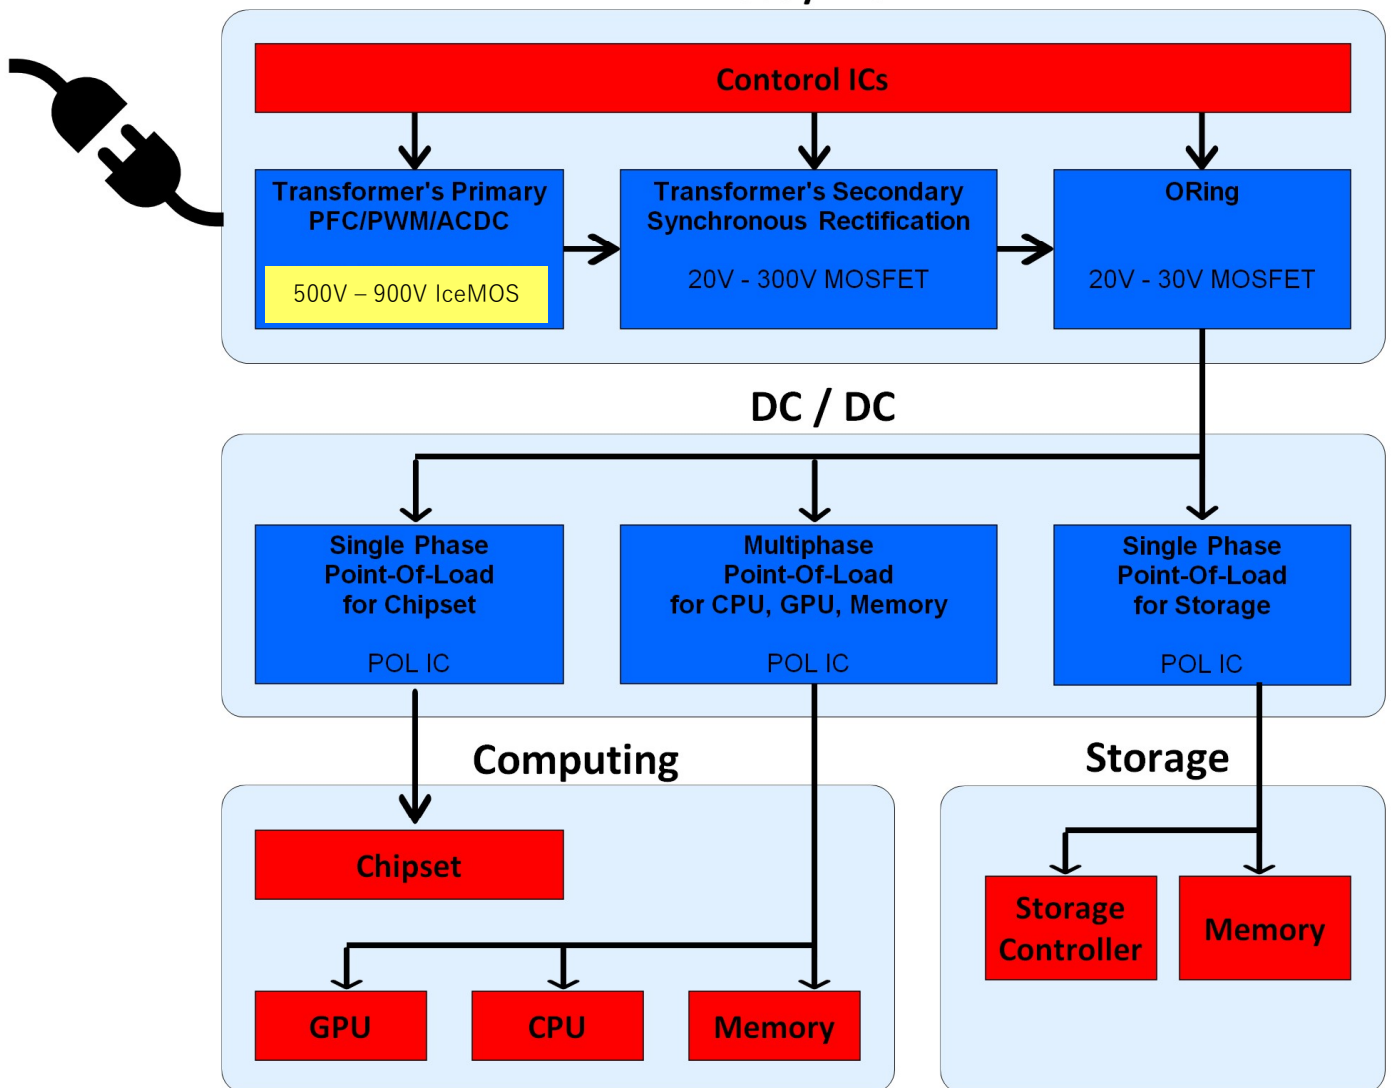 Contorol ICs
Transformer's Primary
PFC/PWM/ACDC
500V – 900V IceMOS
Transformer's Secondary
Synchronous Rectification
20V - 300V MOSFET
ORing
20V - 30V MOSFET
DC / DC
Single Phase
Point-Of-Load
for Chipset
POL IC
Multiphase
Point-Of-Load
for CPU, GPU, Memory
POL IC
Single Phase
Point-Of-Load
for Storage
POL IC
Computing
Storage
Chipset
GPU
CPU
Memory
Storage
Controller
Memory